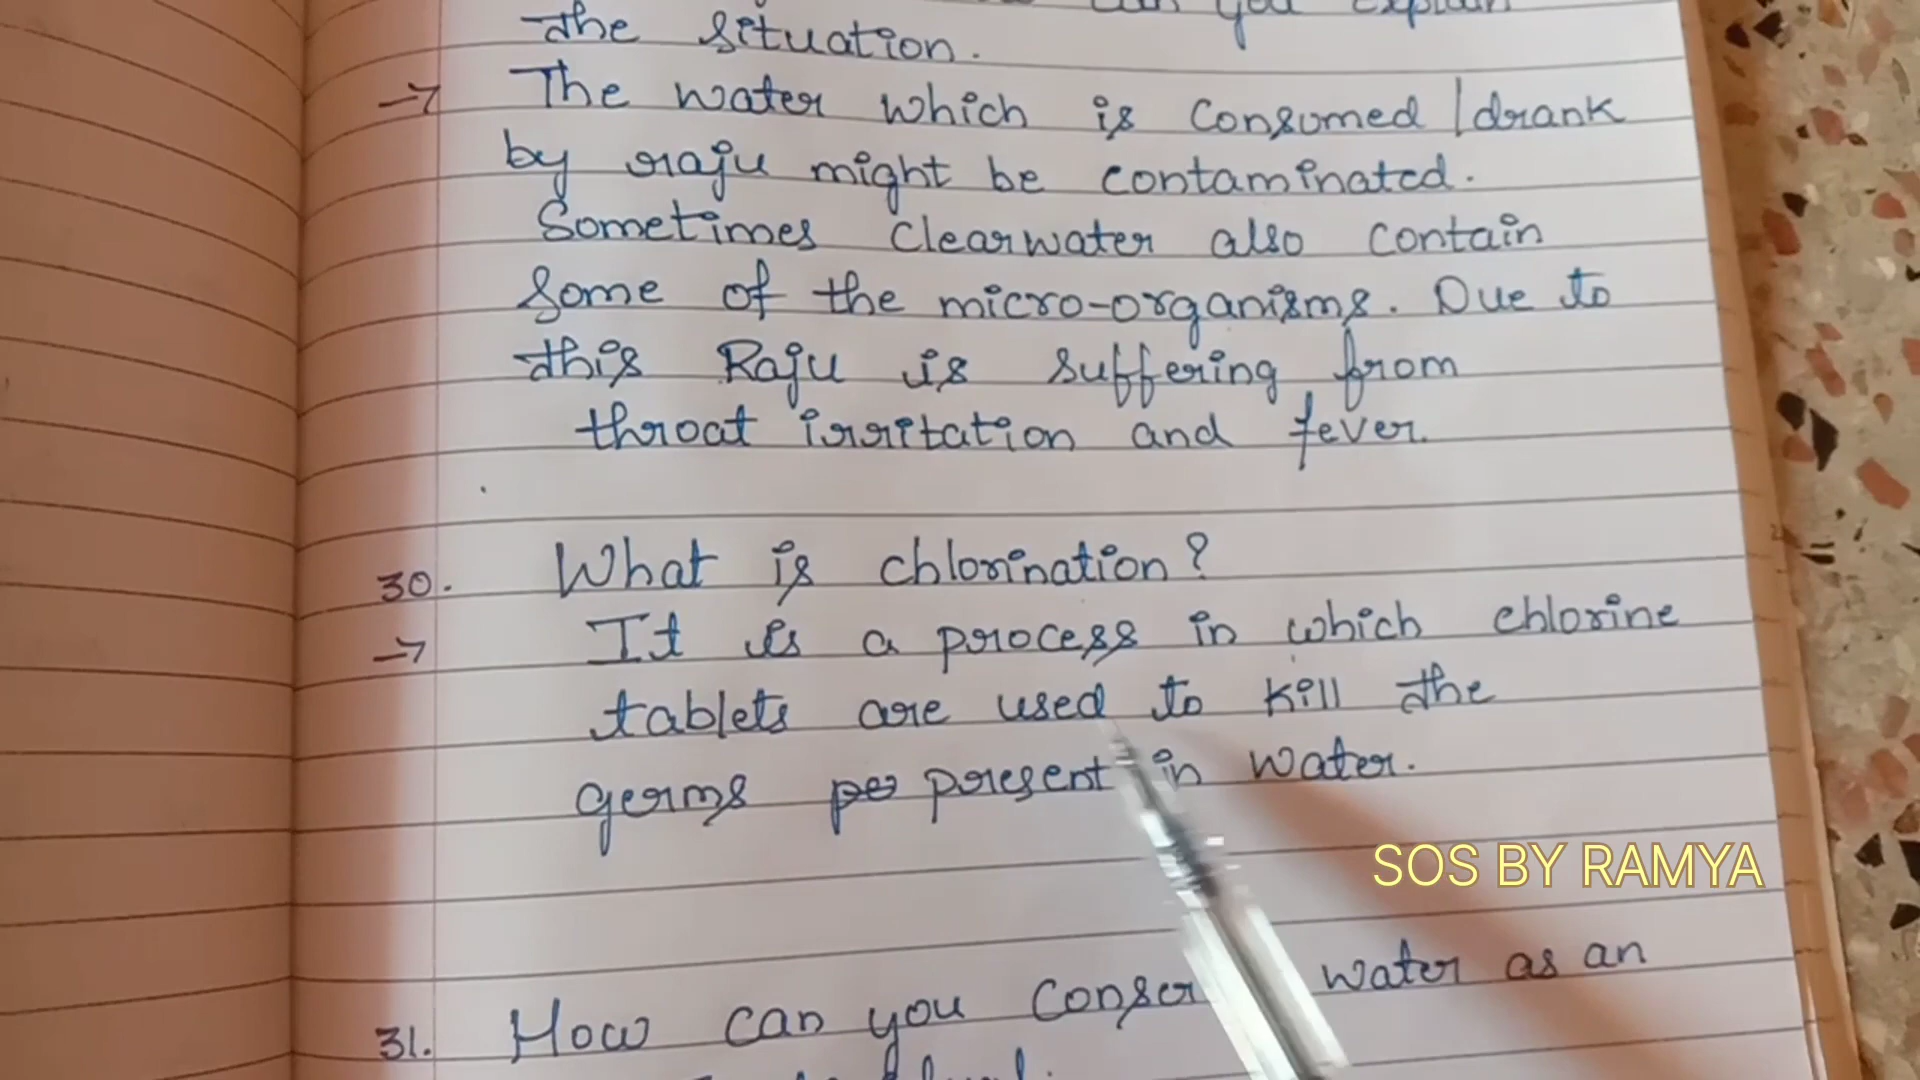 can you explain
the situation.
→ The water which is consumed / drank
by raju might be contaminated.
Sometimes clearwater also contain
some of the micro-organisms. Due to
this Raju is suffering from
throat irritation and fever.
30. What is chlorination?
→ It is a process in which chlorine
tablets are used to kill the
germs present in water.
SOS BY RAMYA
31. How can you water as an